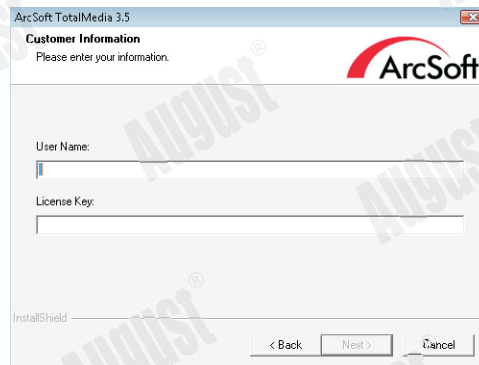 ArcSoft TotalMedia 3.5
Customer Information
Please enter your information.
ArcSoft
User Name:
License Key:
InstallShield
< Back
Next >
Cancel
August®
August®
August®
August®